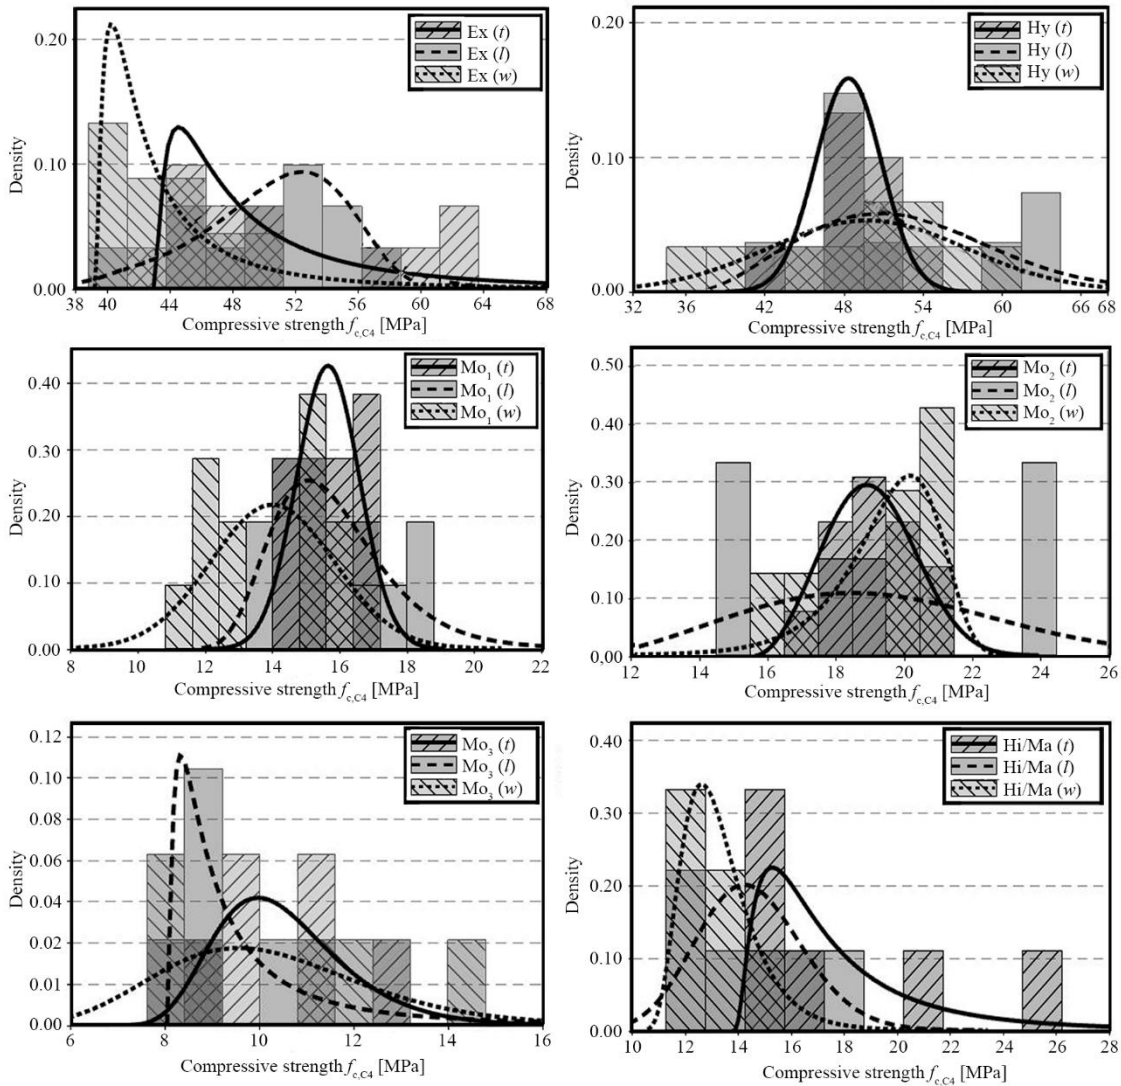 0.20
0.10
0.00
Density
Ex (t)
Ex (l)
Ex (w)
38 40 44 48 52 56 60 64 68
Compressive strength f_c,C4 [MPa]
0.20
0.10
0.00
Density
Hy (t)
Hy (l)
Hy (w)
32 36 42 48 54 60 66 68
Compressive strength f_c,C4 [MPa]
0.40
0.30
0.20
0.10
0.00
Density
Mo1 (t)
Mo1 (l)
Mo1 (w)
8 10 12 14 16 18 20 22
Compressive strength f_c,C4 [MPa]
0.50
0.40
0.30
0.20
0.10
0.00
Density
Mo2 (t)
Mo2 (l)
Mo2 (w)
12 14 16 18 20 22 24 26
Compressive strength f_c,C4 [MPa]
0.12
0.10
0.08
0.06
0.04
0.02
0.01
0.00
Density
Mo3 (t)
Mo3 (l)
Mo3 (w)
6 8 10 12 14 16
Compressive strength f_c,C4 [MPa]
0.40
0.30
0.20
0.10
0.00
Density
Hi/Ma (t)
Hi/Ma (l)
Hi/Ma (w)
10 12 14 16 18 20 22 24 26 28
Compressive strength f_c,C4 [MPa]